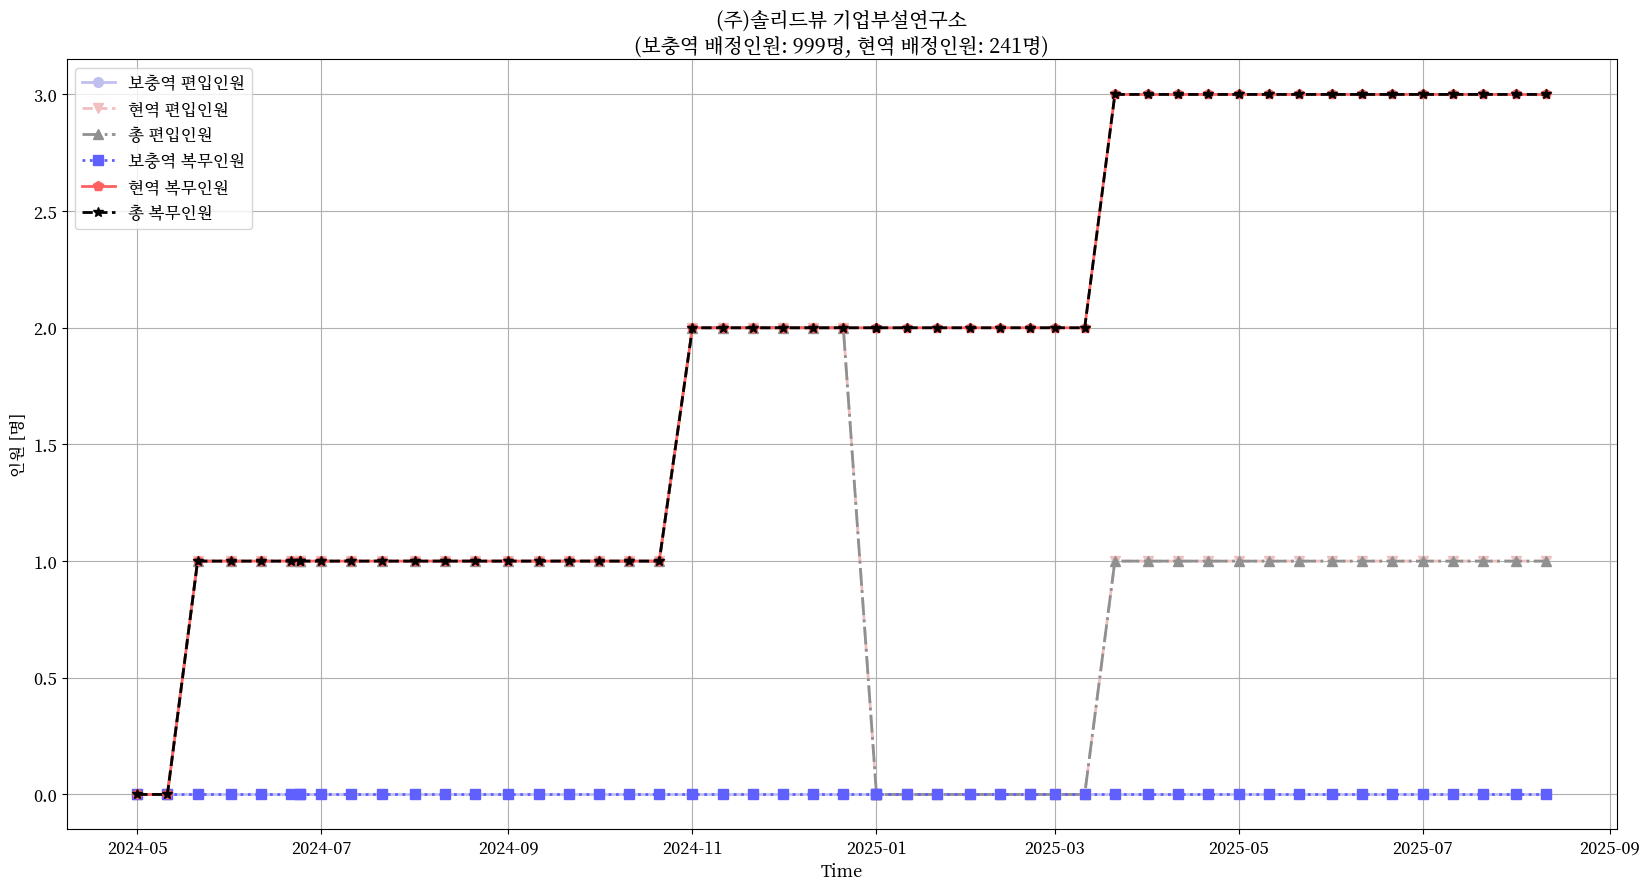 (주)솔리드뷰 기업부설연구소
(보충역 배정인원: 999명, 현역 배정인원: 241명)
보충역 편입인원
현역 편입인원
총 편입인원
보충역 복무인원
현역 복무인원
총 복무인원
3.0
2.5
2.0
1.5
1.0
0.5
0.0
인원 [명]
2024-05
2024-07
2024-09
2024-11
2025-01
2025-03
2025-05
2025-07
2025-09
Time